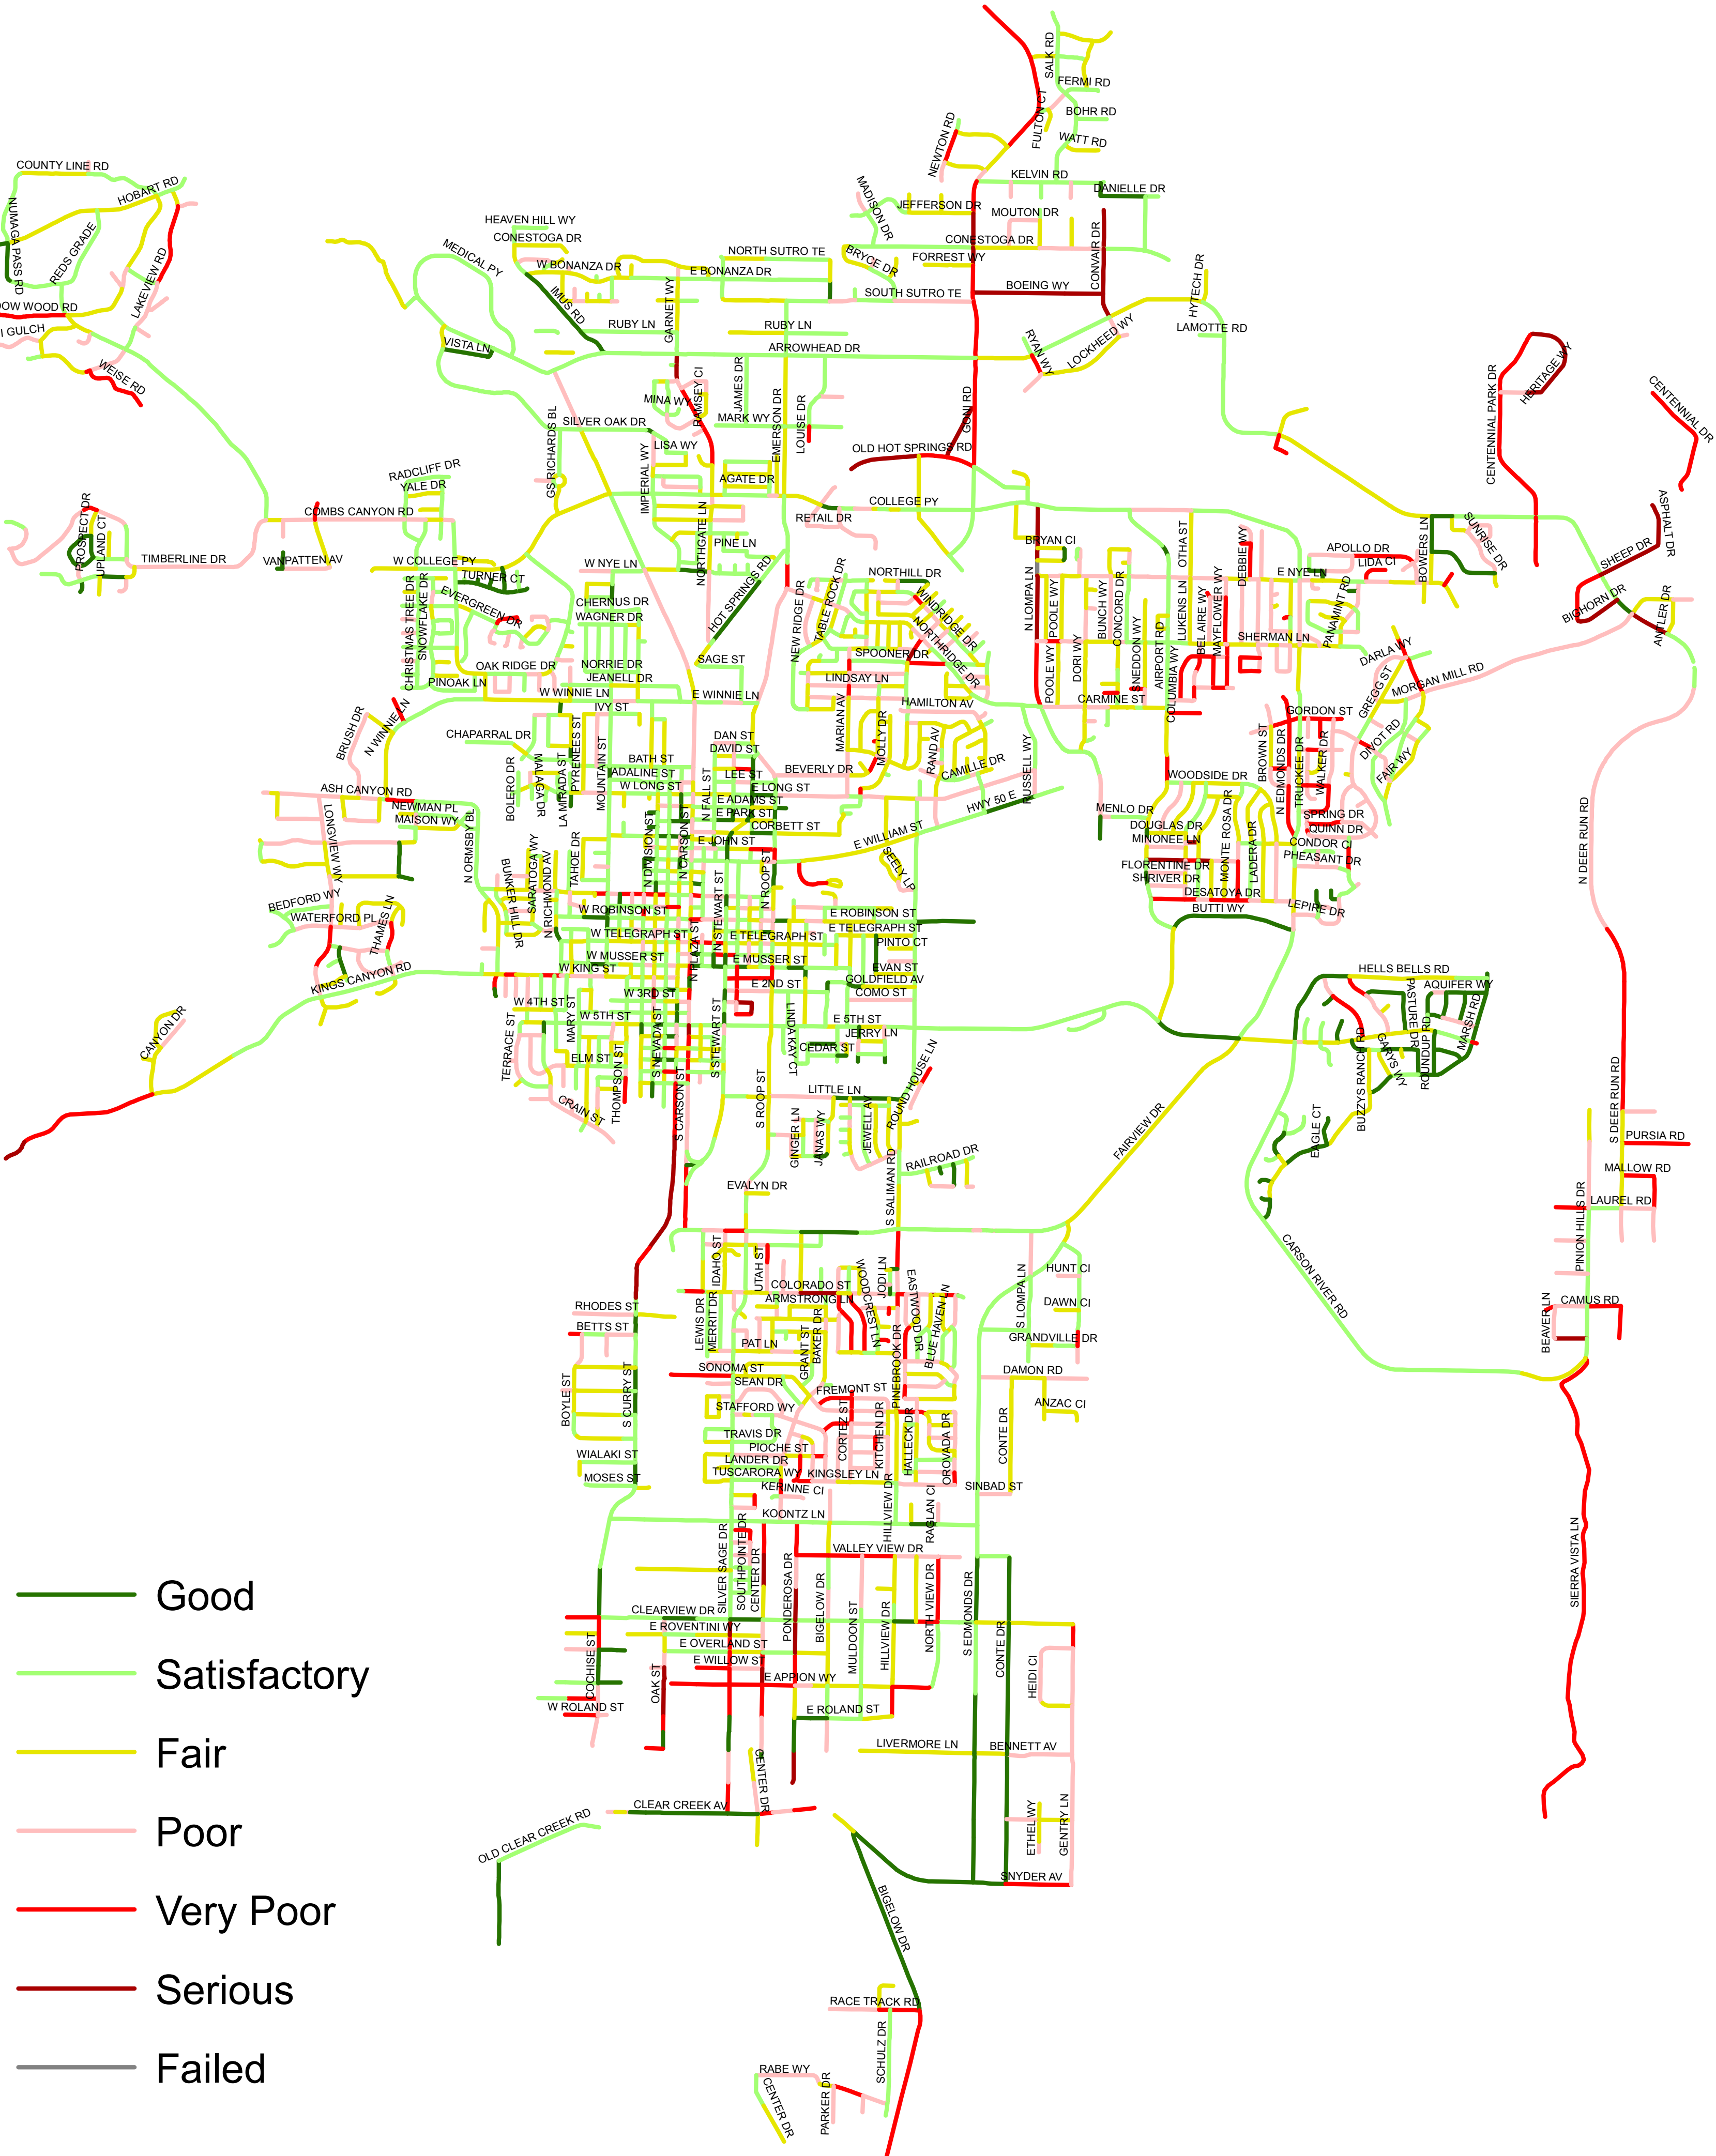 SALK RD
FERMI RD
FULTON CT
BOHR RD
WATT RD
NEWTON RD
COUNTY LINE RD
HOBART RD
NUMAGA PASS RD
REDS GRADE
LAKEVIEW RD
OW WOOD RD
I GULCH
WEISE RD
KELVIN RD
DANIELLE DR
MADISON DR
JEFFERSON DR
MOUTON DR
HEAVEN HILL WY
CONESTOGA DR
MEDICAL PY
NORTH SUTRO TE
CONESTOGA DR
BRYCE DR
FORREST WY
CONVAIR DR
W BONANZA DR
E BONANZA DR
IMUS RD
GARNET WY
SOUTH SUTRO TE
BOEING WY
HYTECH DR
LAMOTTE RD
RUBY LN
RUBY LN
VISTA LN
ARROWHEAD DR
RYAN WY
LOCKHEED WY
HERITAGE WY
CENTENNIAL PARK DR
CENTENNIAL DR
MINA WY
RAMSEY CI
JAMES DR
EMERSON DR
LOUISE DR
GONI RD
GS RICHARDS BL
SILVER OAK DR
MARK WY
LISA WY
OLD HOT SPRINGS RD
IMPERIAL WY
AGATE DR
RADCLIFF DR
YALE DR
COLLEGE PY
RETAIL DR
PROSPECT DR
UPLAND CT
COMBS CANYON RD
TIMBERLINE DR
VANPATTEN AV
W COLLEGE PY
TURNER CT
W NYE LN
NORTHGATE LN
PINE LN
HOT SPRINGS RD
NEW RIDGE DR
TABLE ROCK DR
NORTHILL DR
WINDRIDGE DR
NORTHRIDGE DR
BRYAN CI
N LOMPA LN
OTHA ST
DEBBIE WY
APOLLO DR
LIDA CI
E NYE LN
BOWERS LN
SUNRISE DR
ASPHALT DR
SHEEP DR
BIGHORN DR
ANTLER DR
CHRISTMAS TREE DR
SNOWFLAKE DR
EVERGREEN DR
CHERNUS DR
WAGNER DR
POOLE WY
BUNCH WY
CONCORD DR
LUKENS LN
BEL AIRE WY
MAYFLOWER WY
PANAMINT RD
SHERMAN LN
SPOONER DR
SAGE ST
OAK RIDGE DR
NORRIE DR
JEANELL DR
LINDSAY LN
DORI WY
POOLE WY
SNEDDON WY
AIRPORT RD
COLUMBIA WY
CARMINE ST
DARLA WY
GREGG ST
MORGAN MILL RD
PINOAK LN
W WINNIE LN
E WINNIE LN
HAMILTON AV
N WINNIE LN
BRUSH DR
IVY ST
CHAPARRAL DR
MARIAN AV
MOLLY DR
RAND AV
CAMILLE DR
GORDON ST
DIVOT RD
FAIR WY
BOLERO DR
MALAGA DR
LA MIRADA ST
PYRENEES ST
MOUNTAIN ST
DAN ST
DAVID ST
BATH ST
ADALINE ST
W LONG ST
LEE ST
BEVERLY DR
E LONG ST
N FALL ST
E ADAMS ST
E PARK ST
CORBETT ST
E JOHN ST
RUSSELL WY
HWY 50 E
E WILLIAM ST
SEELY LP
BROWN ST
N EDMONDS DR
TRUCKEE DR
WALKER DR
WOODSIDE DR
MENLO DR
DOUGLAS DR
MINONEE LN
FLORENTINE DR
SHRIVER DR
DESATOYA DR
MONTE ROSA DR
LADERA DR
SPRING DR
QUINN DR
CONDOR CI
PHEASANT DR
LEPIRE DR
BUTTI WY
N DEER RUN RD
ASH CANYON RD
NEWMAN PL
MAISON WY
LONGVIEW WY
N ORMSBY BL
BEDFORD WY
WATERFORD PL
THAMES LN
KINGS CANYON RD
CANYON DR
BUNKER HILL DR
SARATOGA WY
N RICHMOND AV
TAHOE DR
N DIVISION ST
N CARSON ST
N STEWART ST
N ROOP ST
N PLAZA ST
W ROBINSON ST
E ROBINSON ST
W TELEGRAPH ST
E TELEGRAPH ST
E TELEGRAPH ST
W MUSSER ST
E MUSSER ST
PINTO CT
EVAN ST
W KING ST
GOLDFIELD AV
E 2ND ST
COMO ST
W 3RD ST
W 4TH ST
W 5TH ST
E 5TH ST
MARY ST
TERRACE ST
ELM ST
THOMPSON ST
S NEVADA ST
S STEWART ST
LINDA KAY CT
JERRY LN
CEDAR ST
ROUND HOUSE LN
CRAIN ST
S CARSON ST
S ROOP ST
LITTLE LN
GINGER LN
JANAS WY
JEWELL AV
RAILROAD DR
EVALYN DR
S SALIMAN RD
FAIRVIEW DR
HELLS BELLS RD
AQUIFER WY
PASTURE DR
MARSH RD
BUZZYS RANCH RD
GARYS WY
ROUNDUP RD
EAGLE CT
CARSON RIVER RD
S DEER RUN RD
PURSIA RD
MALLOW RD
LAUREL RD
PINION HILLS DR
BEAVER LN
CAMUS RD
SIERRA VISTA LN
IDAHO ST
UTAH ST
COLORADO ST
ARMSTRONG LN
WOODCREST LN
JODI LN
EASTWOOD DR
BLUE HAVEN LN
S LOMPA LN
HUNT CI
DAWN CI
GRANDVILLE DR
RHODES ST
BETTS ST
LEWIS DR
MERRIT DR
PAT LN
GRANT ST
BAKER DR
PINEBROOK DR
DAMON RD
ANZAC CI
BOYLE ST
S CURRY ST
SONOMA ST
SEAN DR
STAFFORD WY
FREMONT ST
CORTEZ ST
KITCHEN DR
HALLECK DR
OROVADA DR
CONTE DR
TRAVIS DR
PIOCHE ST
LANDER DR
TUSCARORA WY
KINGSLEY LN
KERINNE CI
WIALAKI ST
MOSES ST
SINBAD ST
KOONTZ LN
HILLVIEW DR
RAGLAN CI
VALLEY VIEW DR
SILVER SAGE DR
SOUTHPOINTE DR
CENTER DR
PONDEROSA DR
BIGELOW DR
MULDOON ST
HILLVIEW DR
NORTH VIEW DR
S EDMONDS DR
CONTE DR
CLEARVIEW DR
E ROVENTINI WY
E OVERLAND ST
E WILLOW ST
E APPION WY
COCHISE ST
OAK ST
W ROLAND ST
E ROLAND ST
HEIDI CI
LIVERMORE LN
BENNETT AV
CENTER DR
CLEAR CREEK AV
OLD CLEAR CREEK RD
ETHEL WY
GENTRY LN
SNYDER AV
BIGELOW DR
RACE TRACK RD
SCHULZ DR
RABE WY
CENTER DR
PARKER DR
Good
Satisfactory
Fair
Poor
Very Poor
Serious
Failed